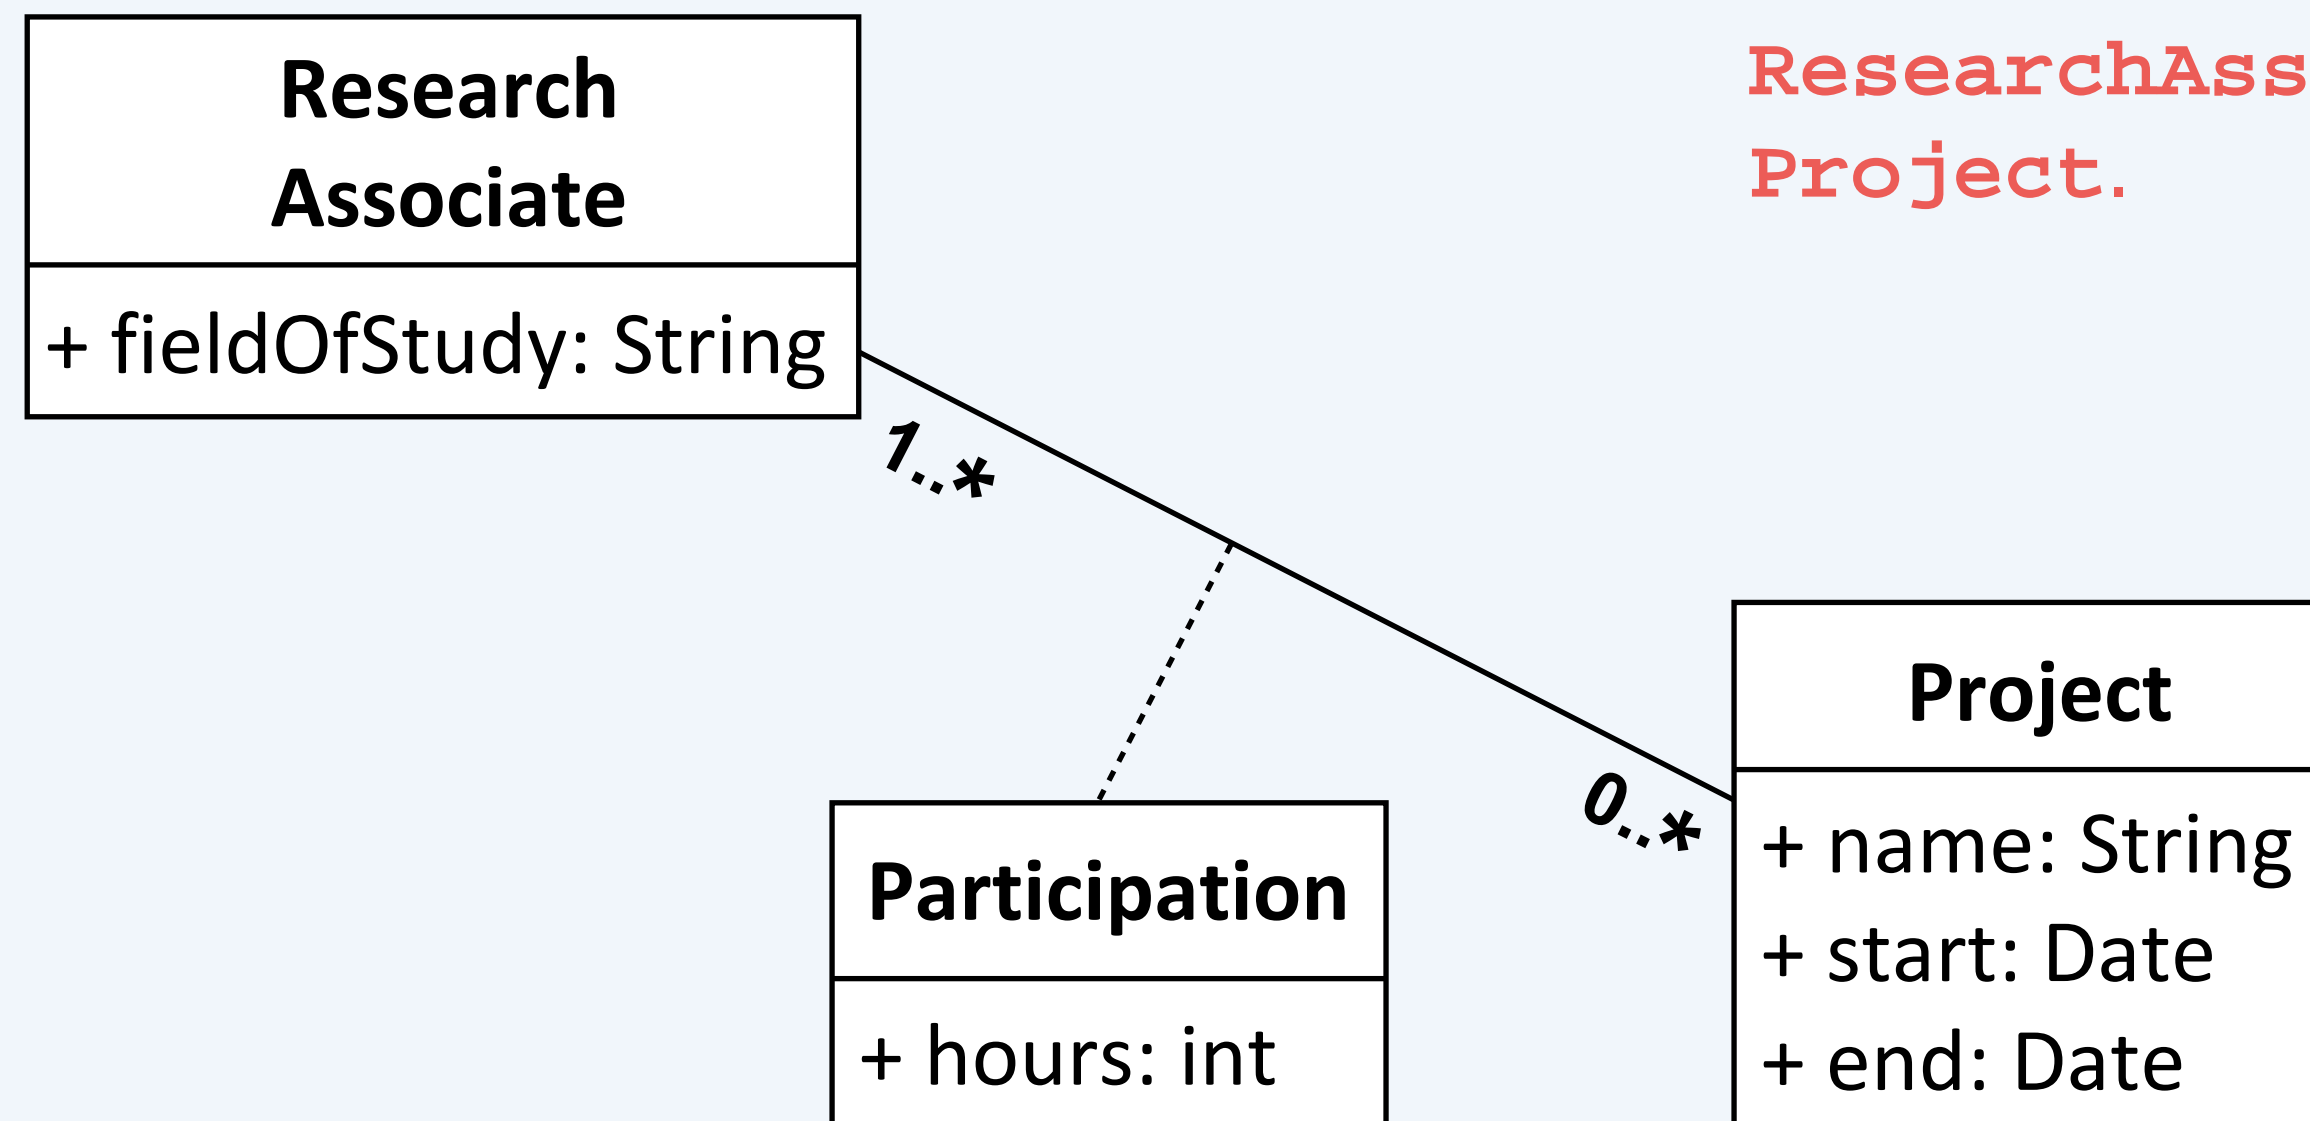 Research
Associate
+ fieldOfStudy: String
ResearchAss
Project.
1..*
0..*
Participation
+ hours: int
Project
+ name: String
+ start: Date
+ end: Date